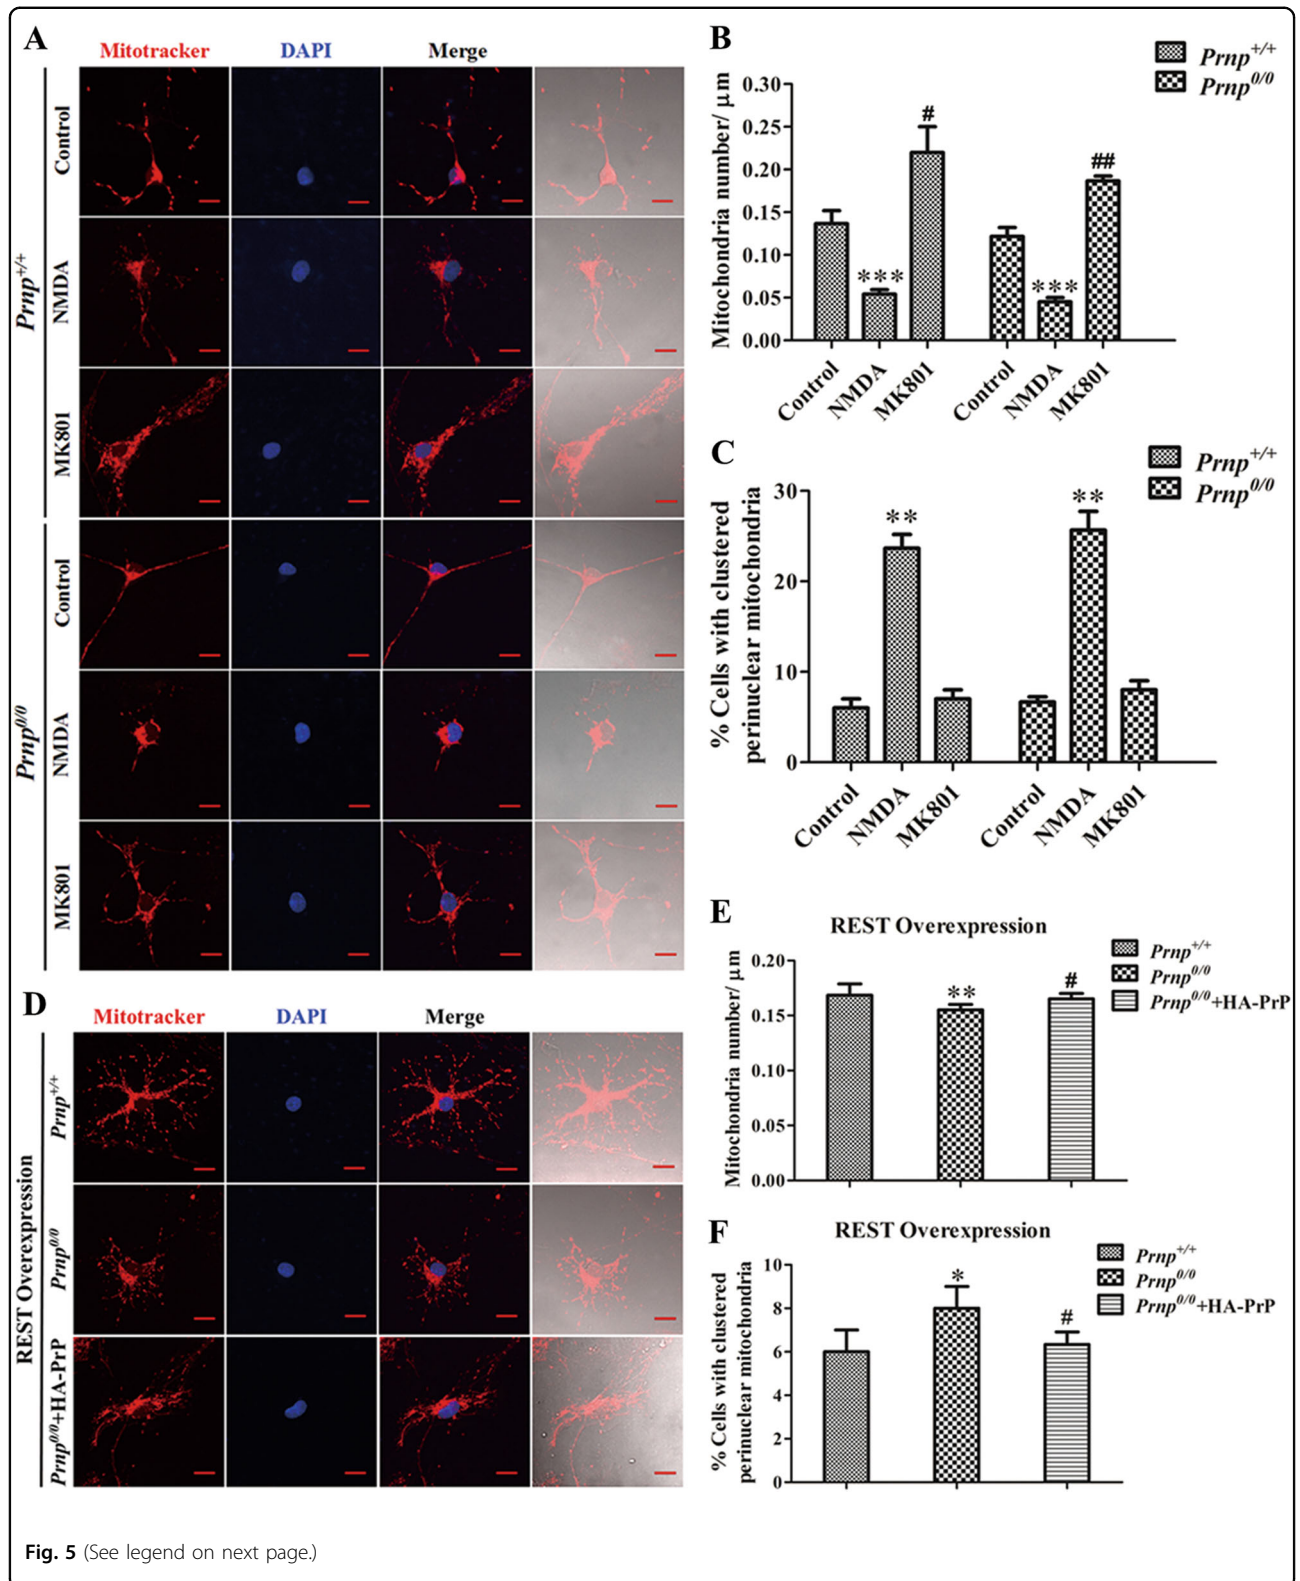 A
Mitotracker DAPI Merge
Prnp+/+
Control
NMDA
MK801
Prnp0/0
Control
NMDA
MK801
B
Prnp+/+
Prnp0/0
Mitochondria number/ μm
0.30
0.25
0.20
0.15
0.10
0.05
0.00
***
#
***
##
Control NMDA MK801 Control NMDA MK801
C
Prnp+/+
Prnp0/0
% Cells with clustered
perinuclear mitochondria
30
20
10
0
**
**
Control NMDA MK801 Control NMDA MK801
D
Mitotracker DAPI Merge
REST Overexpression
Prnp+/+
Prnp0/0
Prnp0/0+HA-PrP
E
REST Overexpression
Prnp+/+
Prnp0/0
Prnp0/0+HA-PrP
Mitochondria number/ μm
0.20
0.15
0.10
0.05
0.00
**
#
F
REST Overexpression
Prnp+/+
Prnp0/0
Prnp0/0+HA-PrP
% Cells with clustered
perinuclear mitochondria
10
8
6
4
2
0
*
#
Fig. 5 (See legend on next page.)